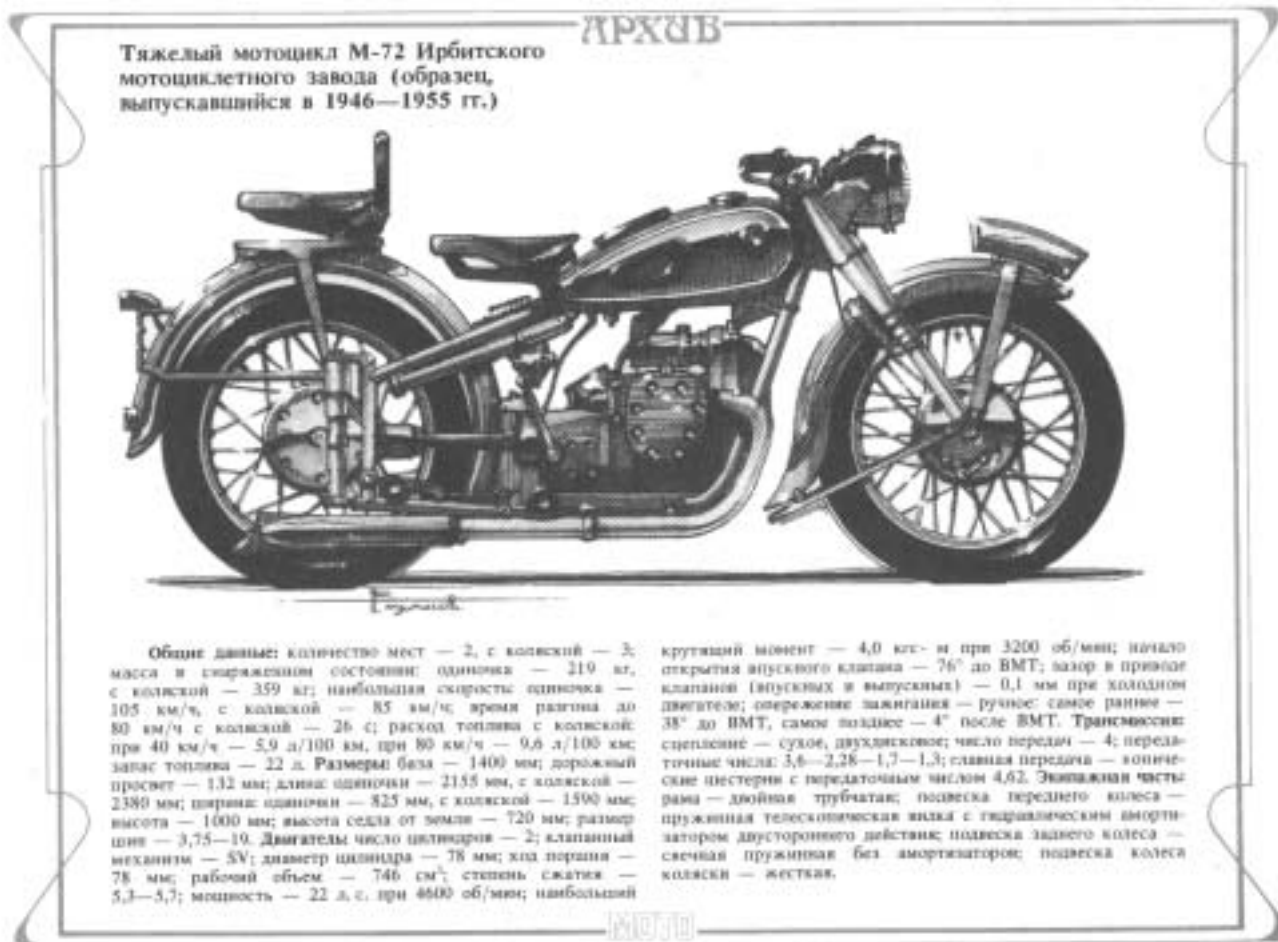 АРХИВ
Тяжелый мотоцикл М-72 Ирбитского
мотоциклетного завода (образец,
выпускавшийся в 1946—1955 гг.)
Общие данные: количество мест — 2, с коляской — 3;
масса в снаряженном состоянии: одиночка — 219 кг,
с коляской — 359 кг; наибольшая скорость: одиночка —
105 км/ч, с коляской — 85 км/ч; время разгона до
80 км/ч с коляской — 26 с; расход топлива с коляской:
при 40 км/ч — 5,9 л/100 км, при 80 км/ч — 9,6 л/100 км;
запас топлива — 22 л. Размеры: база — 1400 мм; дорожный
просвет — 132 мм; длина: одиночки — 2155 мм, с коляской —
2380 мм; ширина: одиночки — 825 мм, с коляской — 1590 мм;
высота — 1000 мм; высота седла от земли — 720 мм; размер
шин — 3,75—19. Двигатель: число цилиндров — 2; клапанный
механизм — SV; диаметр цилиндра — 78 мм; ход поршня —
78 мм; рабочий объем — 746 см³; степень сжатия —
5,3—5,7; мощность — 22 л. с. при 4600 об/мин; наибольший
крутящий момент — 4,0 кгс- м при 3200 об/мин; начало
открытия впускного клапана — 76° до ВМТ; зазор в приводе
клапанов (впускных и выпускных) — 0,1 мм при холодном
двигателе; опережение зажигания — ручное: самое раннее —
38° до ВМТ, самое позднее — 4° после ВМТ. Трансмиссия:
сцепление — сухое, двухдисковое; число передач — 4; переда-
точные числа: 3,6—2,28—1,7—1,3; главная передача — кониче-
ские шестерни с передаточным числом 4,62. Экипажная часть:
рама — двойная трубчатая; подвеска переднего колеса —
пружинная телескопическая вилка с гидравлическим аморти-
затором двустороннего действия; подвеска заднего колеса —
свечная пружинная без амортизаторов; подвеска колеса
коляски — жесткая.
МОТО